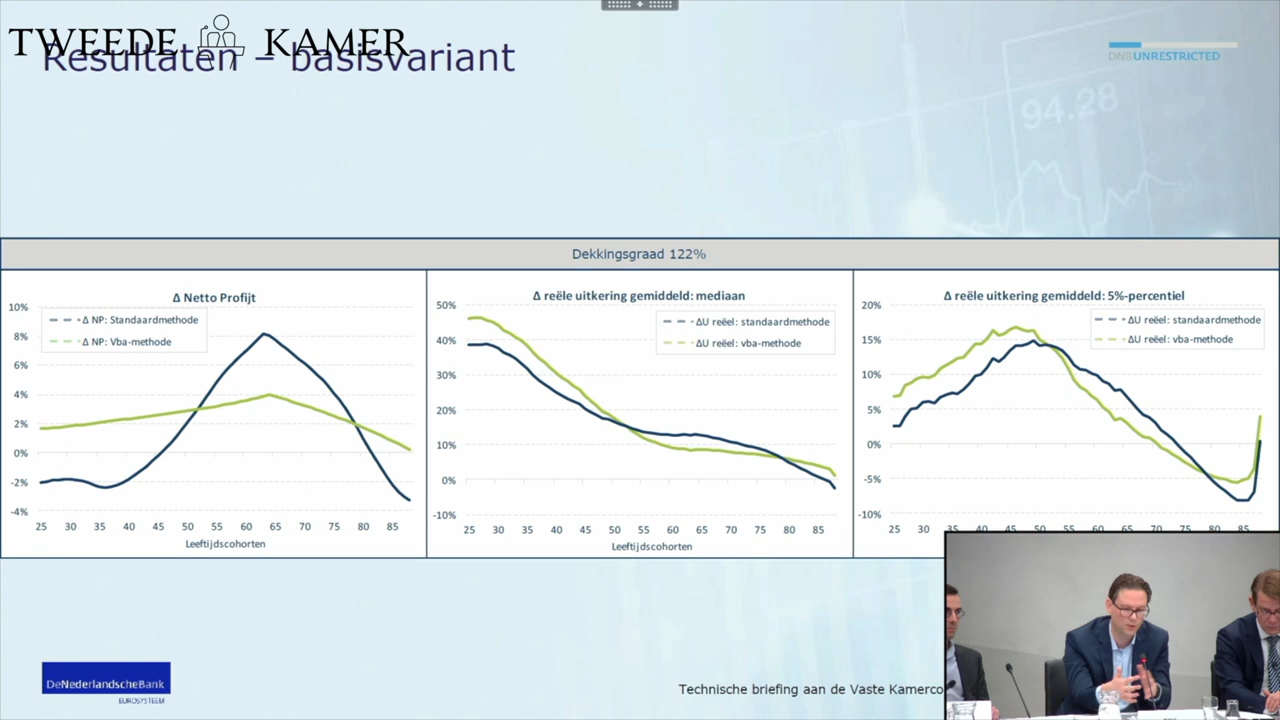 TWEEDE KAMER
Resultaten – basisvariant
DNBUNRESTRICTED
94.28
Dekkingsgraad 122%
Δ Netto Profijt
10%
8%
6%
4%
2%
0%
-2%
-4%
Δ NP: Standaardmethode
Δ NP: Vba-methode
25 30 35 40 45 50 55 60 65 70 75 80 85
Leeftijdscohorten
Δ reële uitkering gemiddeld: mediaan
50%
40%
30%
20%
10%
0%
-10%
ΔU reëel: standaardmethode
ΔU reëel: vba-methode
25 30 35 40 45 50 55 60 65 70 75 80 85
Leeftijdscohorten
Δ reële uitkering gemiddeld: 5%-percentiel
20%
15%
10%
5%
0%
-5%
-10%
ΔU reëel: standaardmethode
ΔU reëel: vba-methode
25 30 35 40 45 50 55 60 65 70 75 80 85
DeNederlandscheBank
EUROSYSTEEM
Technische briefing aan de Vaste Kamerco